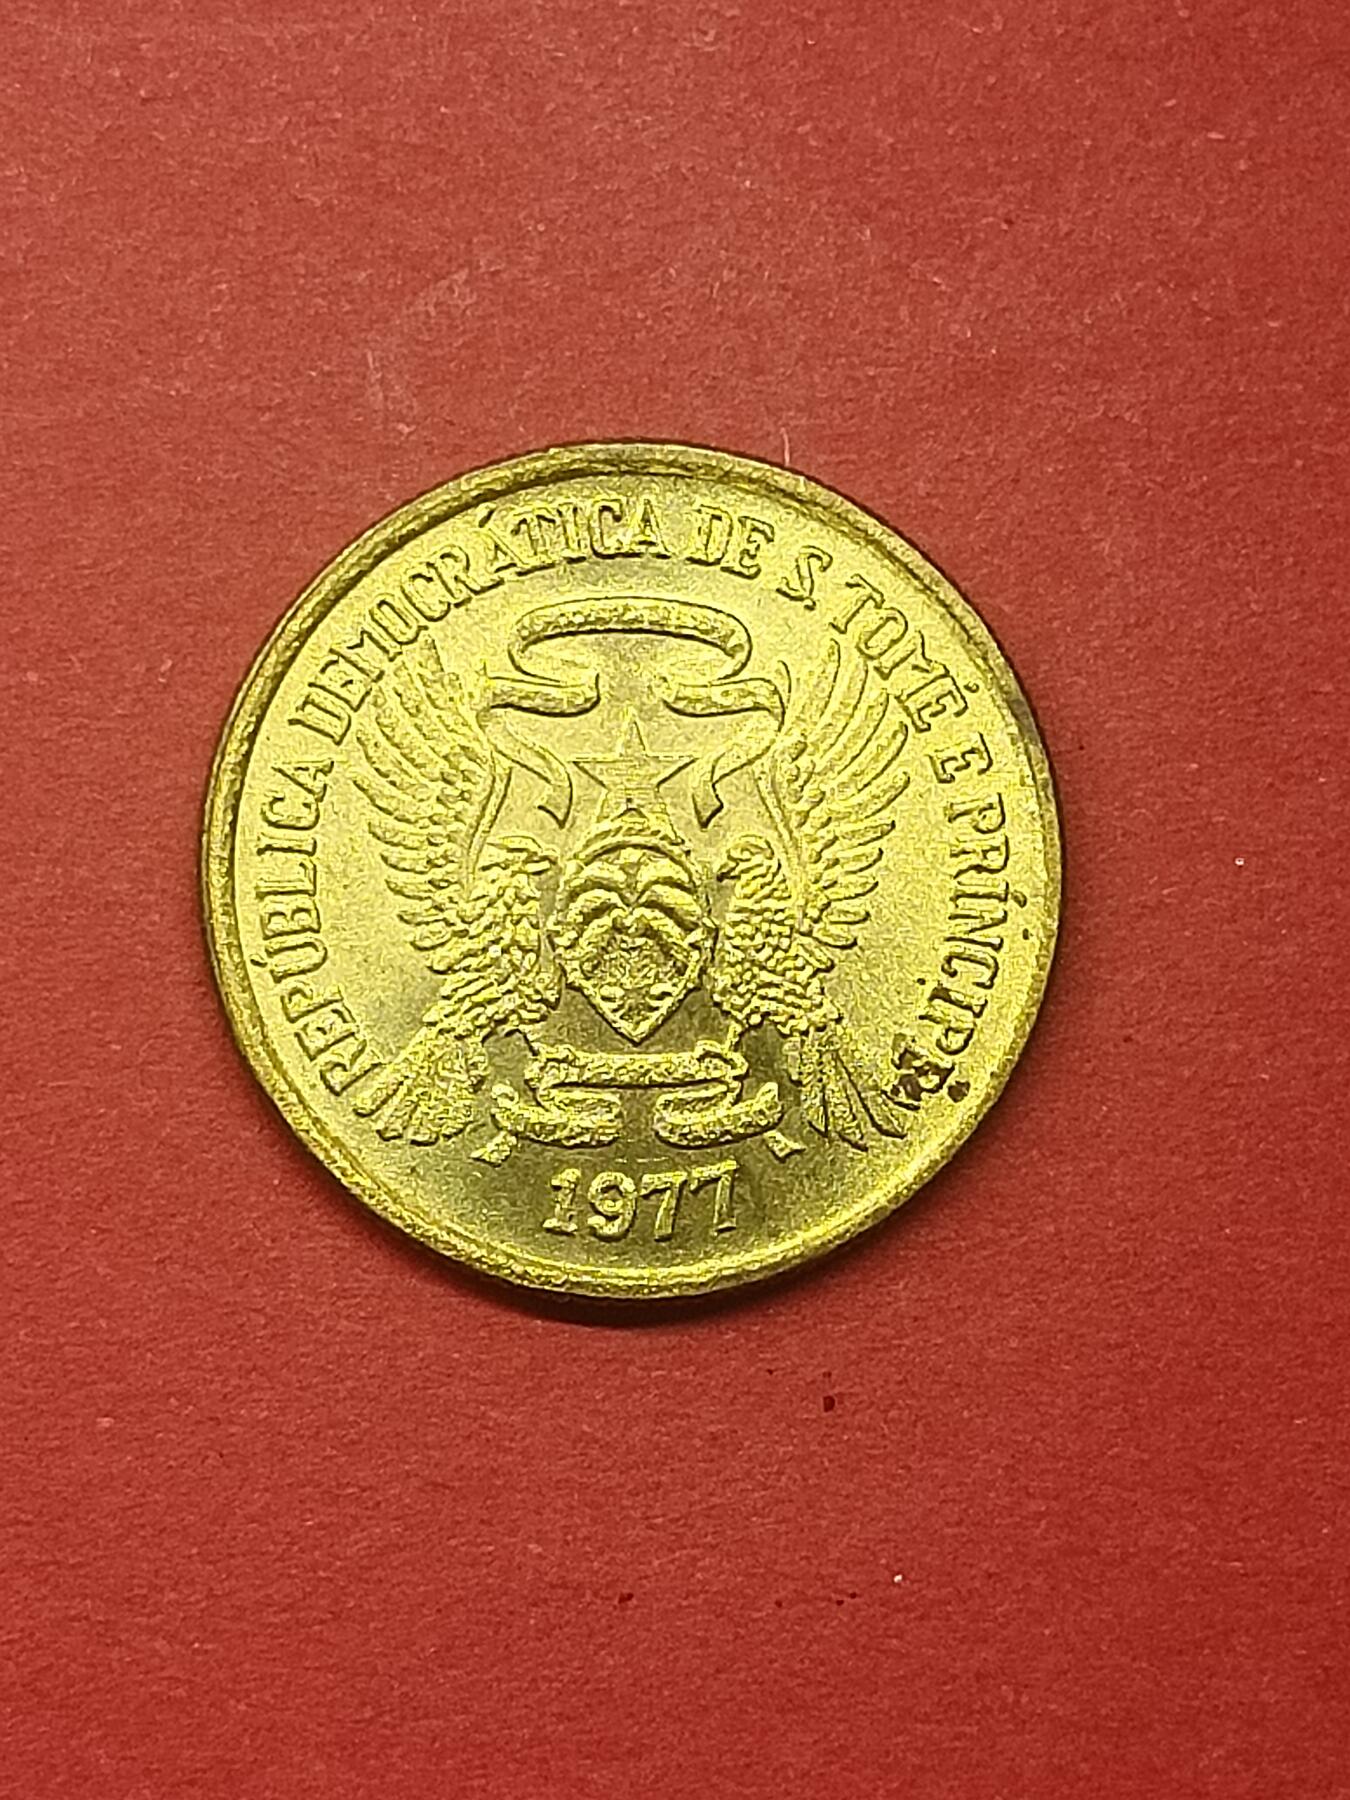 REPÚBLICA DEMOCRÁTICA DE S. TOMÉ E PRÍNCIPE
1977